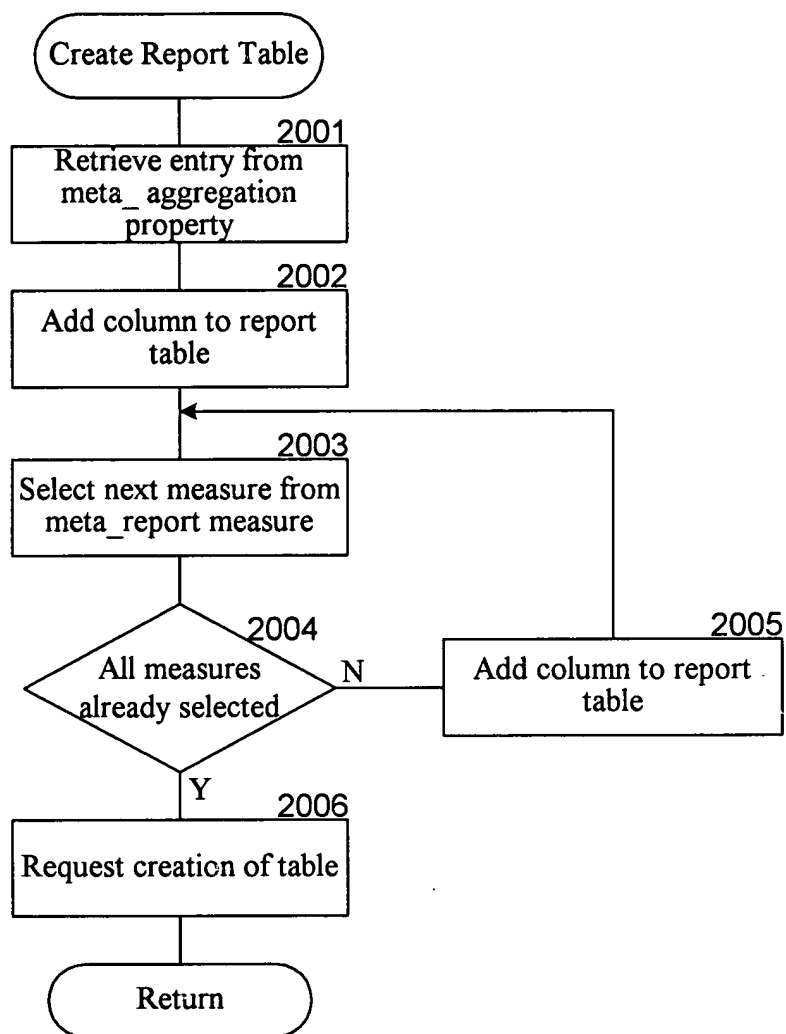 Create Report Table
2001
Retrieve entry from
meta_ aggregation
property
2002
Add column to report
table
2003
Select next measure from
meta_report measure
2004
All measures
already selected
N
2005
Add column to report
table
Y
2006
Request creation of table
Return